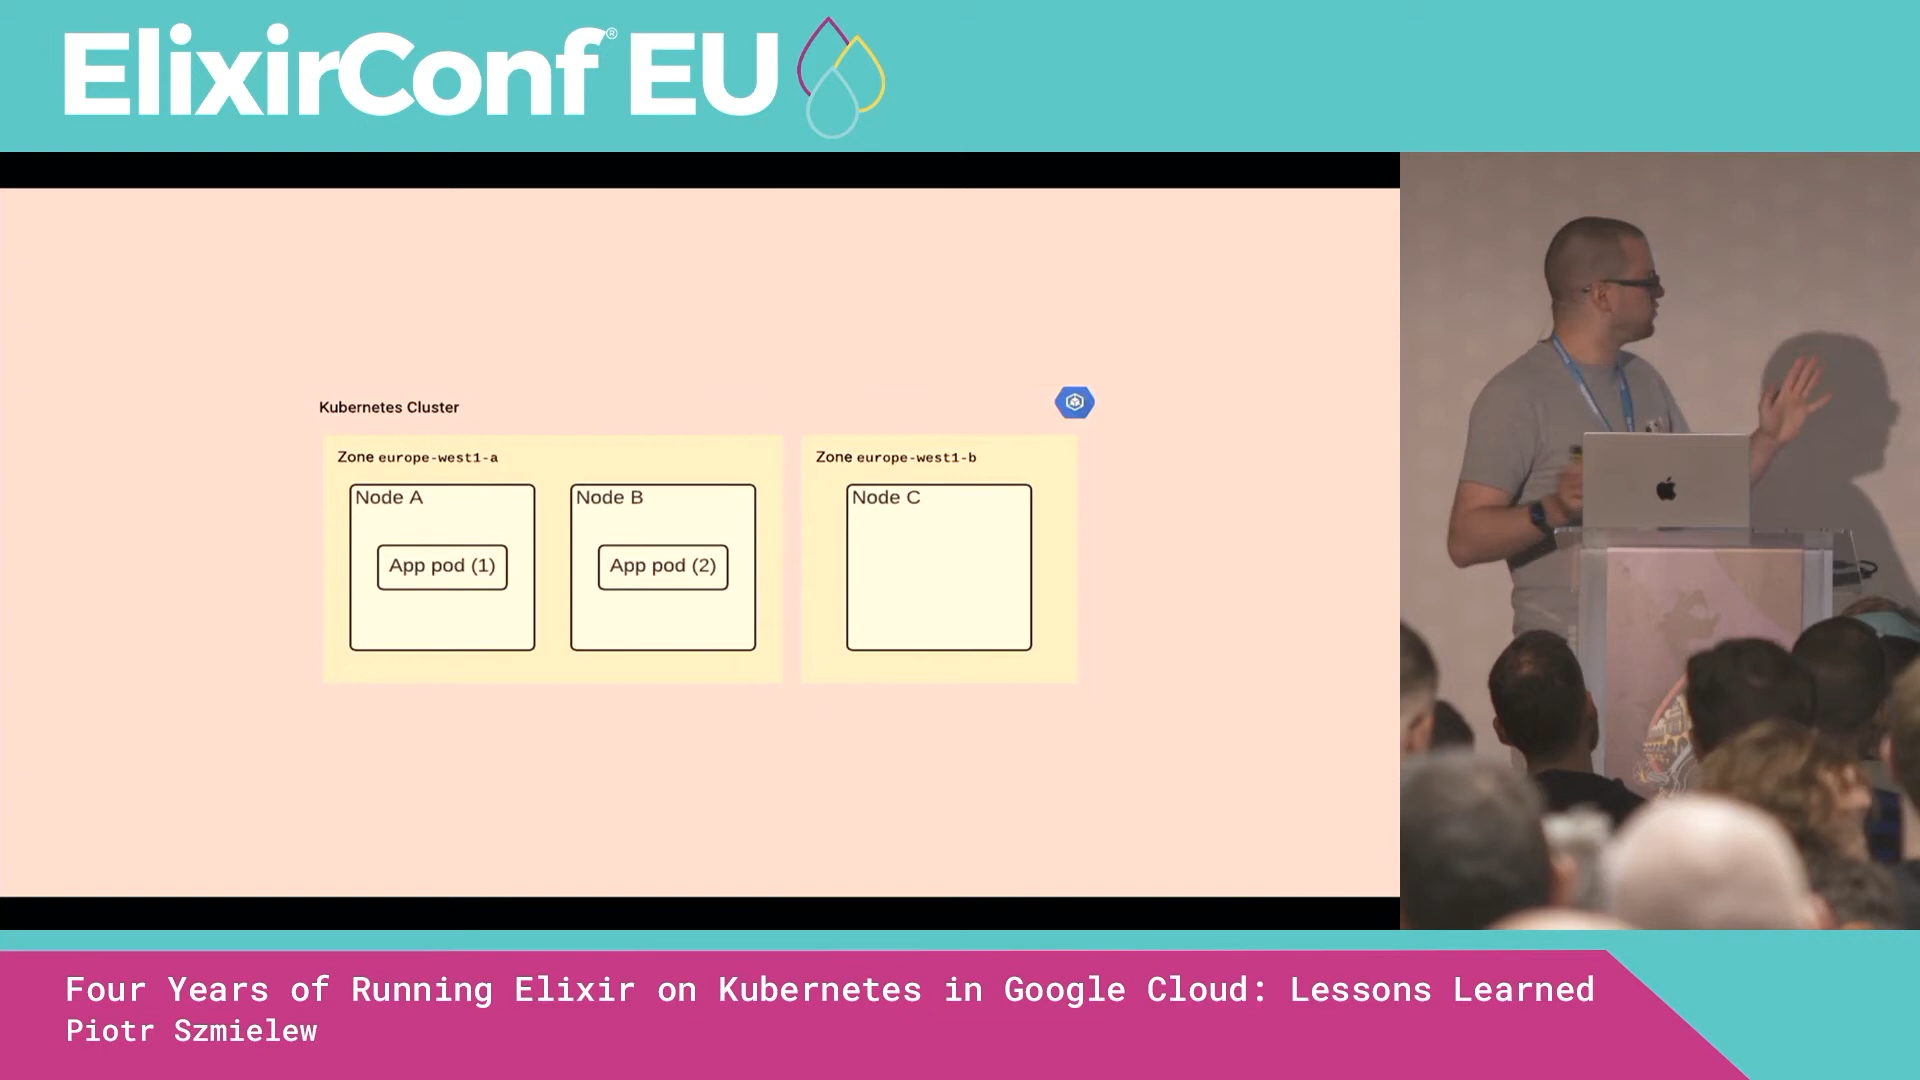 ElixirConf® EU
Kubernetes Cluster
Zone europe-west1-a
Zone europe-west1-b
Node A
Node B
Node C
App pod (1)
App pod (2)
Four Years of Running Elixir on Kubernetes in Google Cloud: Lessons Learned
Piotr Szmielew